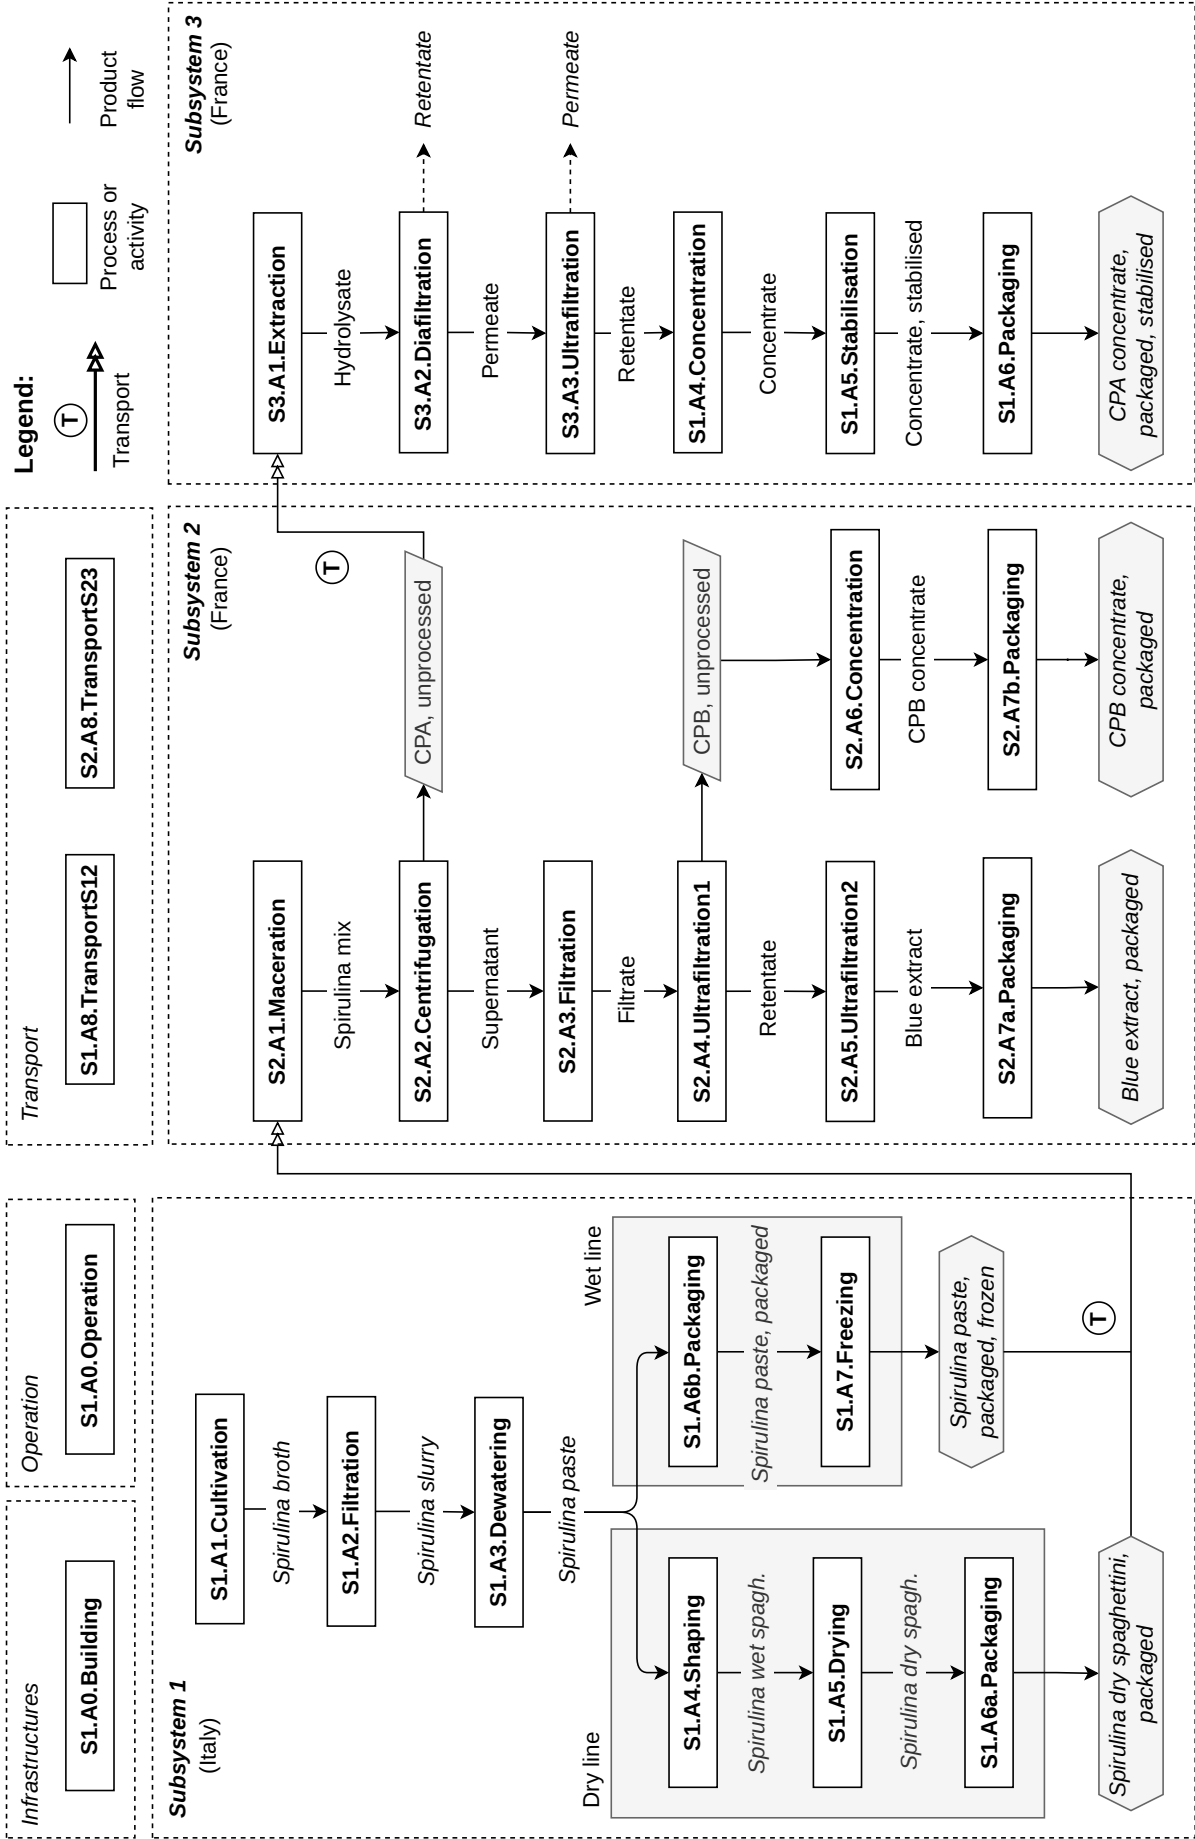 Infrastructures
S1.A0.Building
Operation
S1.A0.Operation
Transport
S1.A8.TransportS12
S2.A8.TransportS23
Legend:
T
Transport
Process or
activity
Product
flow
Subsystem 1
(Italy)
S1.A1.Cultivation
Spirulina broth
S1.A2.Filtration
Spirulina slurry
S1.A3.Dewatering
Spirulina paste
Dry line
S1.A4.Shaping
Spirulina wet spagh.
S1.A5.Drying
Spirulina dry spagh.
S1.A6a.Packaging
Spirulina dry spaghettini,
packaged
Wet line
S1.A6b.Packaging
Spirulina paste, packaged
S1.A7.Freezing
Spirulina paste,
packaged, frozen
T
Subsystem 2
(France)
S2.A1.Maceration
Spirulina mix
S2.A2.Centrifugation
Supernatant
S2.A3.Filtration
Filtrate
S2.A4.Ultrafiltration1
Retentate
S2.A5.Ultrafiltration2
Blue extract
S2.A7a.Packaging
Blue extract, packaged
T
CPA, unprocessed
CPB, unprocessed
S2.A6.Concentration
CPB concentrate
S2.A7b.Packaging
CPB concentrate,
packaged
Subsystem 3
(France)
S3.A1.Extraction
Hydrolysate
S3.A2.Diafiltration
Retentate
Permeate
S3.A3.Ultrafiltration
Permeate
Retentate
S1.A4.Concentration
Concentrate
S1.A5.Stabilisation
Concentrate, stabilised
S1.A6.Packaging
CPA concentrate,
packaged, stabilised